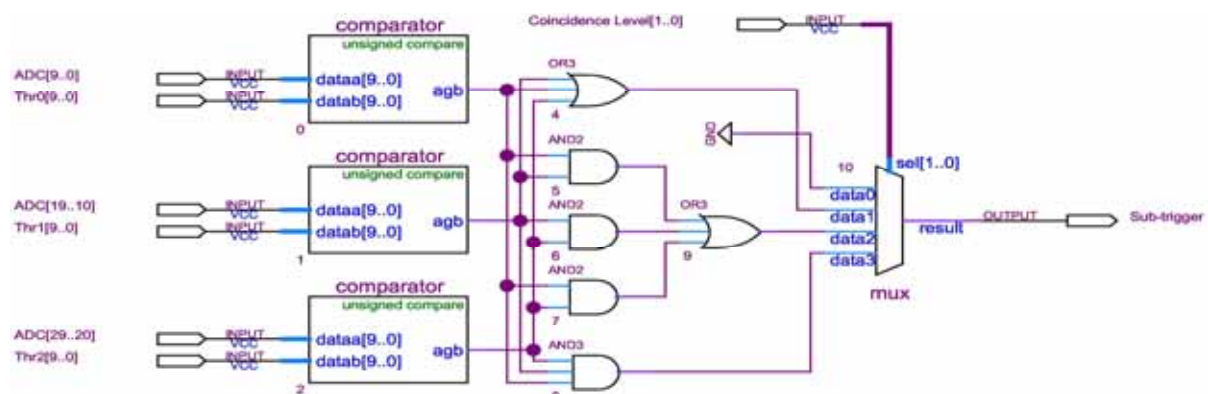 comparator
unsigned compare
ADC[9..0]
INPUT
VCC
dataa[9..0]
Thr0[9..0]
INPUT
VCC
datab[9..0]
agb
0
Coincidence Level[1..0]
INPUT
VCC
OR3
4
GND
AND2
5
comparator
unsigned compare
ADC[19..10]
INPUT
VCC
dataa[9..0]
Thr1[9..0]
INPUT
VCC
datab[9..0]
agb
1
AND2
6
OR3
9
10
sel[1..0]
data0
data1
data2
data3
result
mux
OUTPUT
Sub-trigger
AND2
7
comparator
unsigned compare
ADC[29..20]
INPUT
VCC
dataa[9..0]
Thr2[9..0]
INPUT
VCC
datab[9..0]
agb
2
AND3